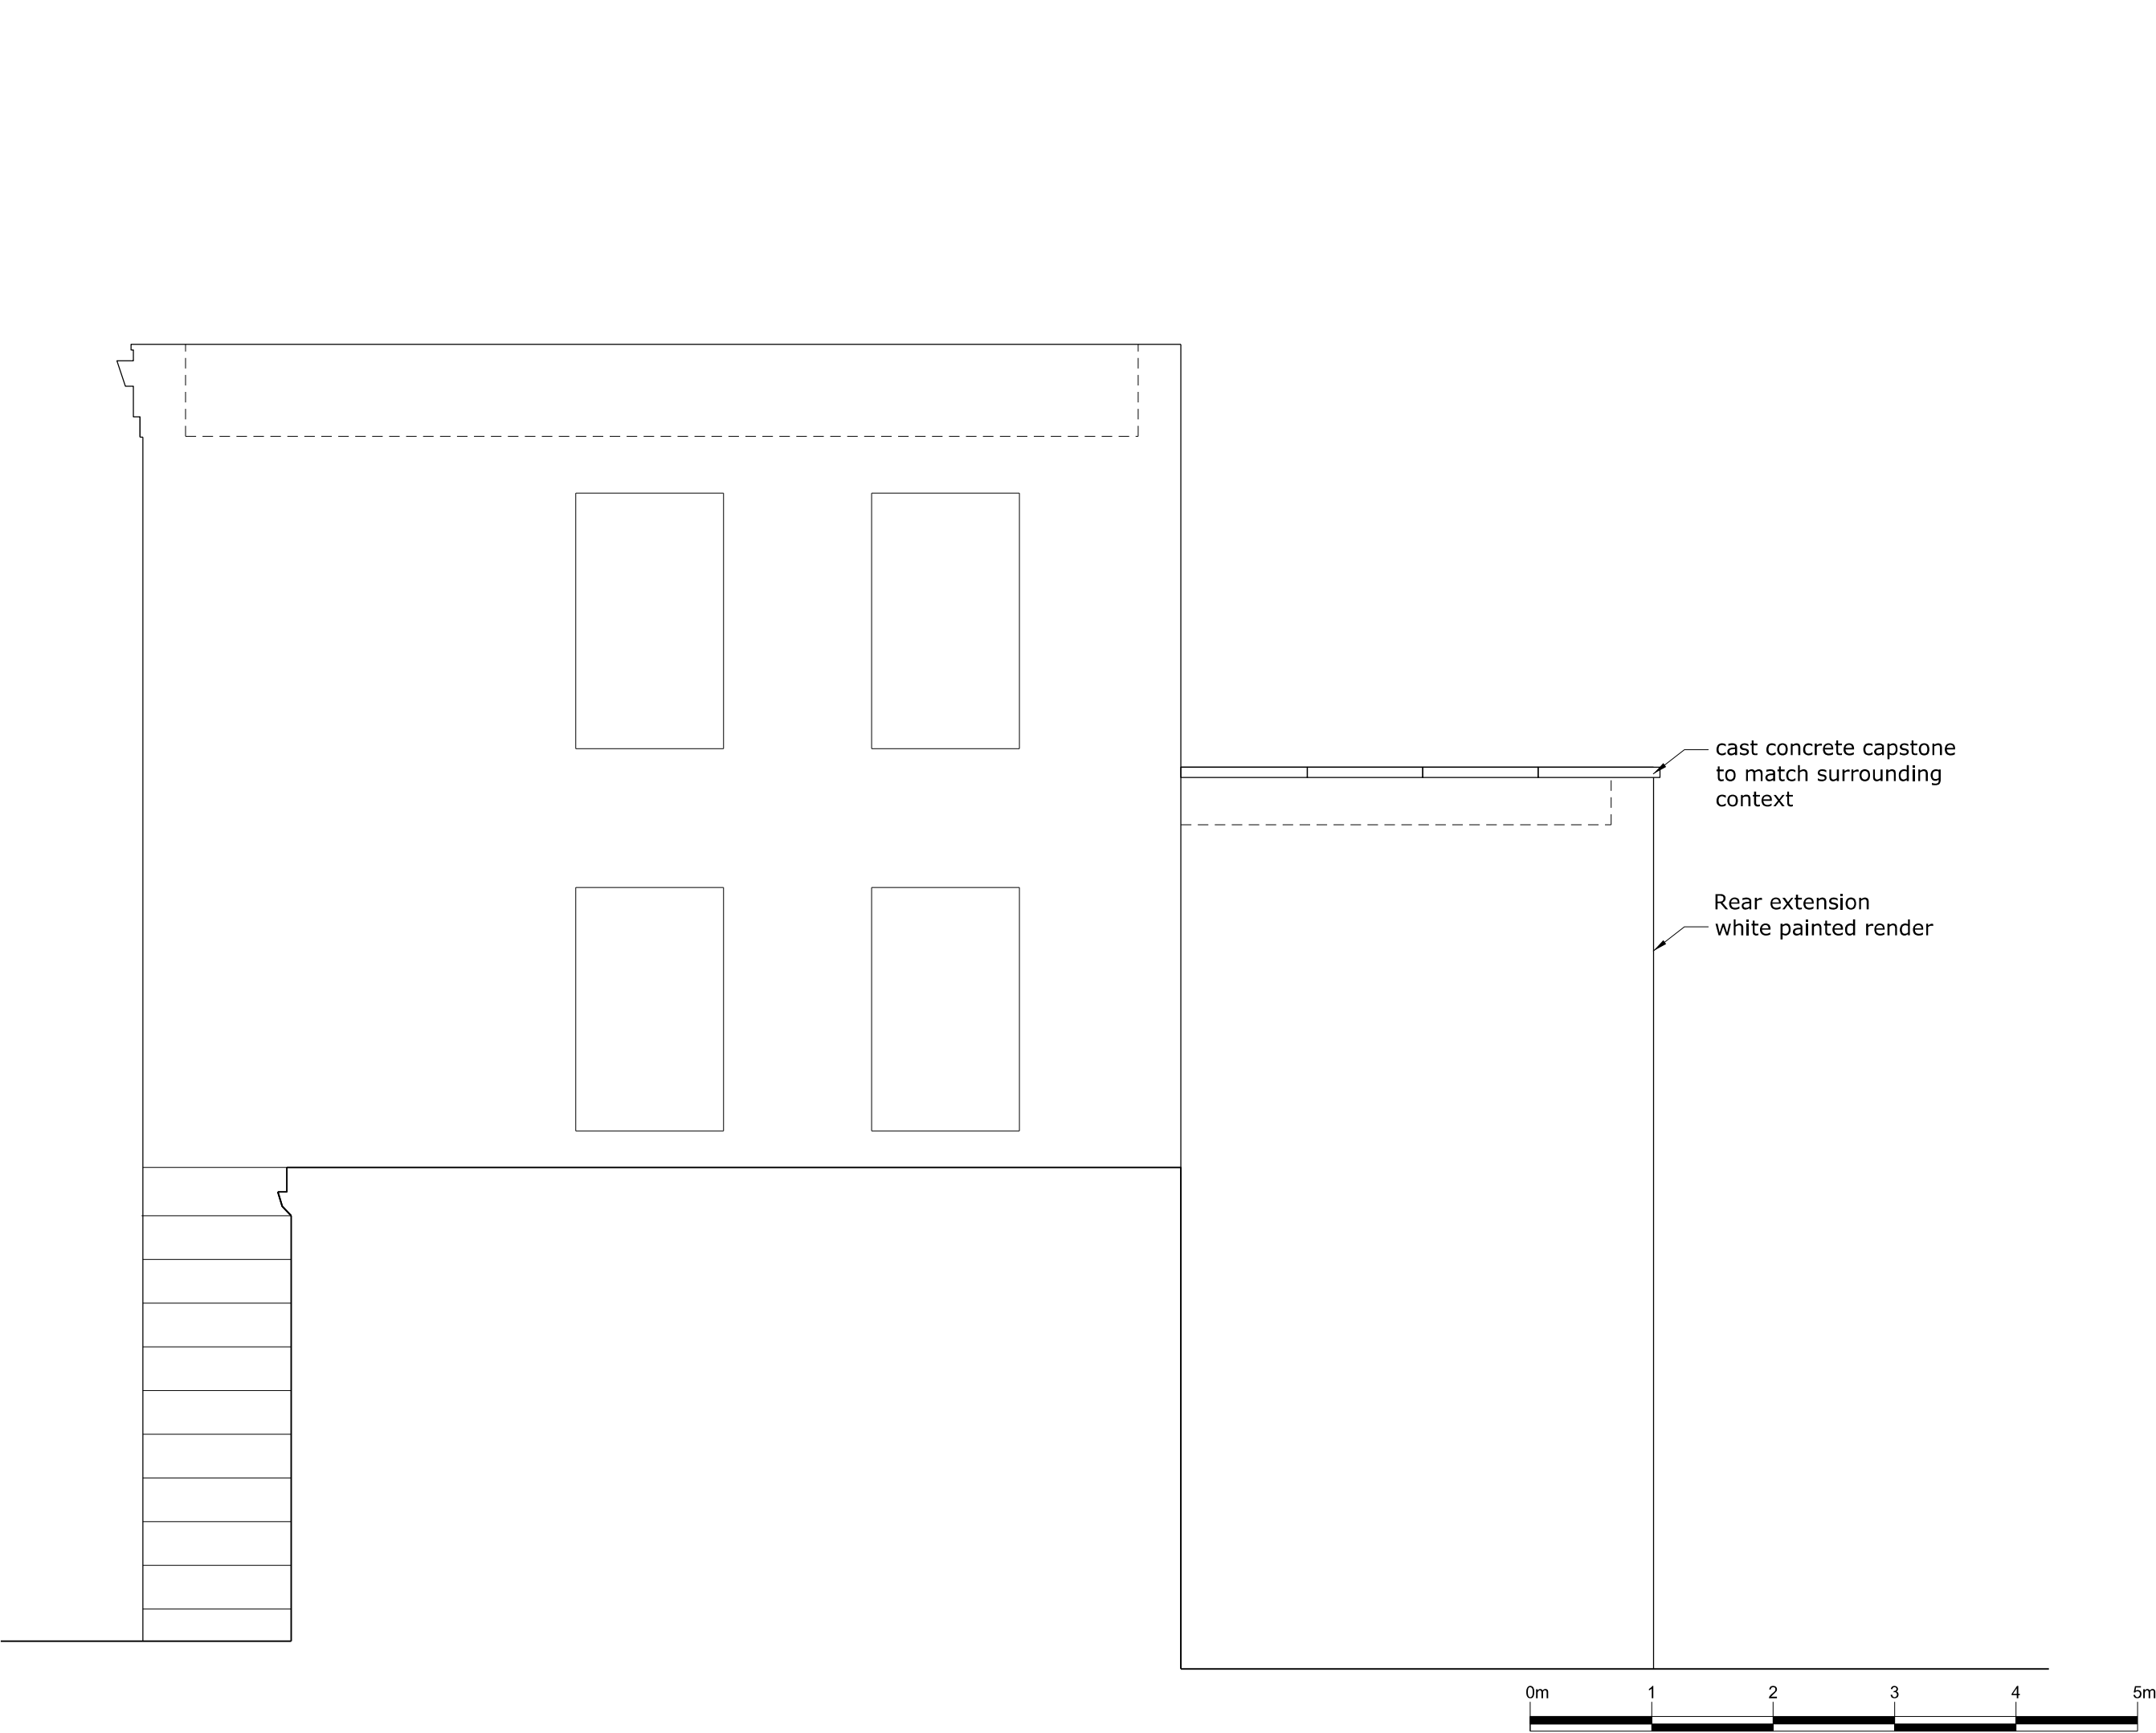 cast concrete capstone
to match surrounding
context
Rear extension
white painted render
0m 1 2 3 4 5m